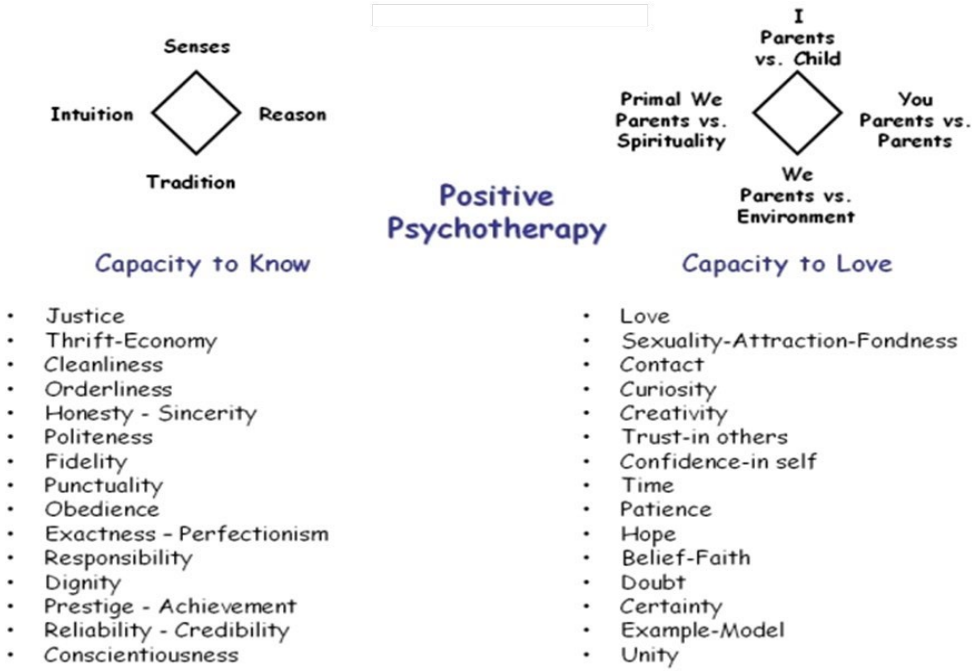 Senses
Intuition
Reason
Tradition
I
Parents
vs. Child
Primal We
Parents vs.
Spirituality
You
Parents vs.
Parents
We
Parents vs.
Environment
Positive
Psychotherapy
Capacity to Know
• Justice
• Thrift-Economy
• Cleanliness
• Orderliness
• Honesty - Sincerity
• Politeness
• Fidelity
• Punctuality
• Obedience
• Exactness – Perfectionism
• Responsibility
• Dignity
• Prestige - Achievement
• Reliability - Credibility
• Conscientiousness
Capacity to Love
• Love
• Sexuality-Attraction-Fondness
• Contact
• Curiosity
• Creativity
• Trust-in others
• Confidence-in self
• Time
• Patience
• Hope
• Belief-Faith
• Doubt
• Certainty
• Example-Model
• Unity